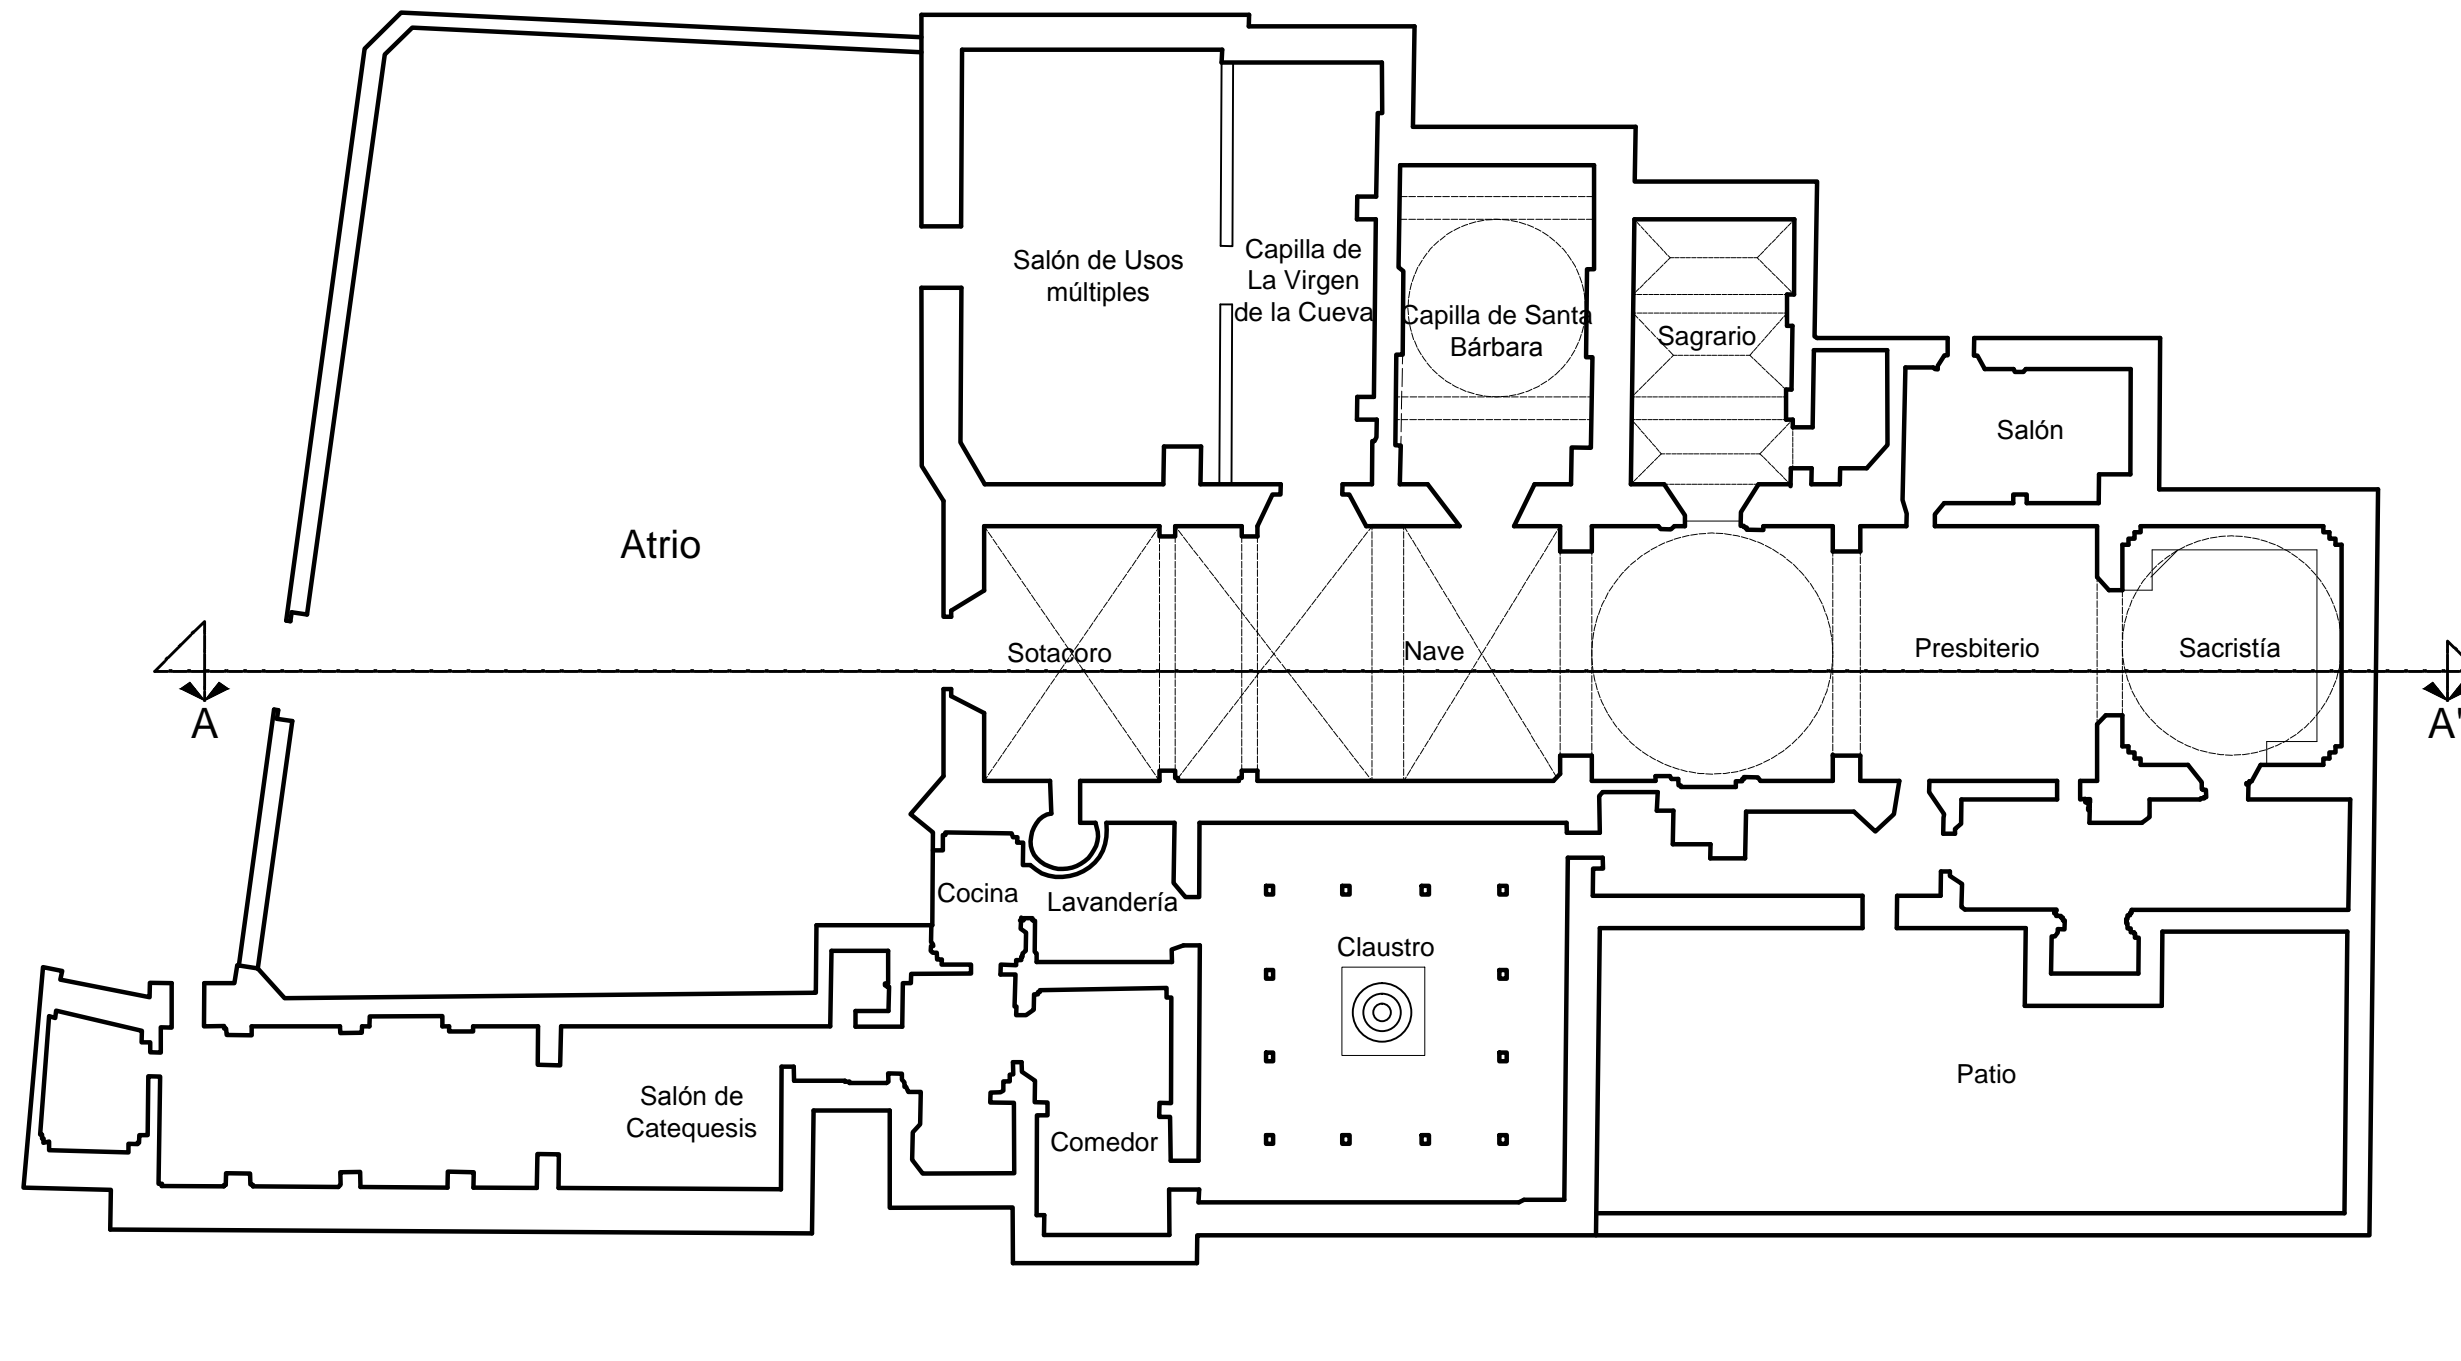 Salón de Usos
múltiples
Capilla de
La Virgen
de la Cueva
Capilla de Santa
Bárbara
Sagrario
Salón
Atrio
Sotacoro
Nave
Presbiterio
Sacristía
A
A'
Cocina
Lavandería
Claustro
Patio
Salón de
Catequesis
Comedor